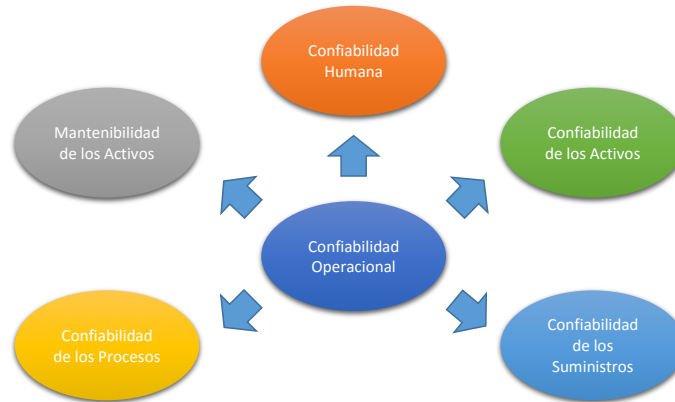 Confiabilidad
Humana
Mantenibilidad
de los Activos
Confiabilidad
de los Activos
Confiabilidad
Operacional
Confiabilidad
de los Procesos
Confiabilidad
de los
Suministros